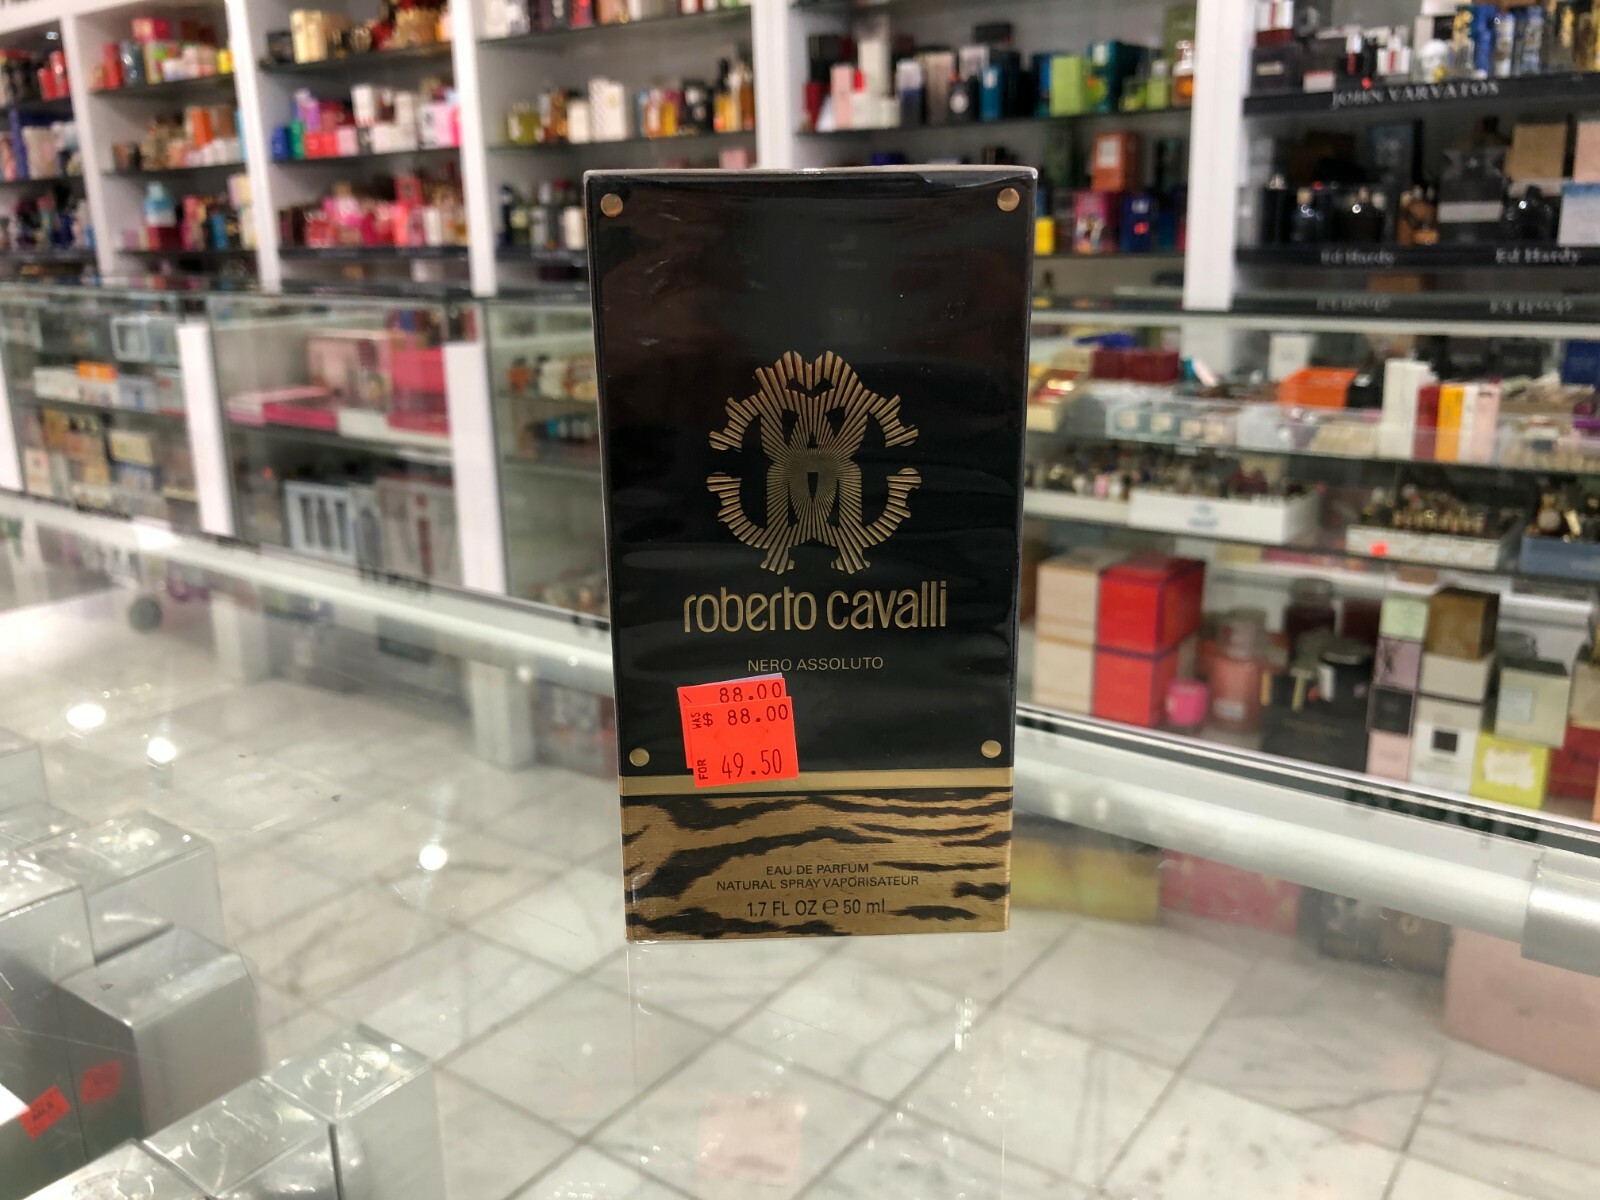 JOHN VARVATOS
Ed Hardy
Ed Hardy
roberto cavalli
NERO ASSOLUTO
88.00
WAS $ 88.00
FOR 49.50
EAU DE PARFUM
NATURAL SPRAY VAPORISATEUR
1.7 FL OZ ℮ 50 ml